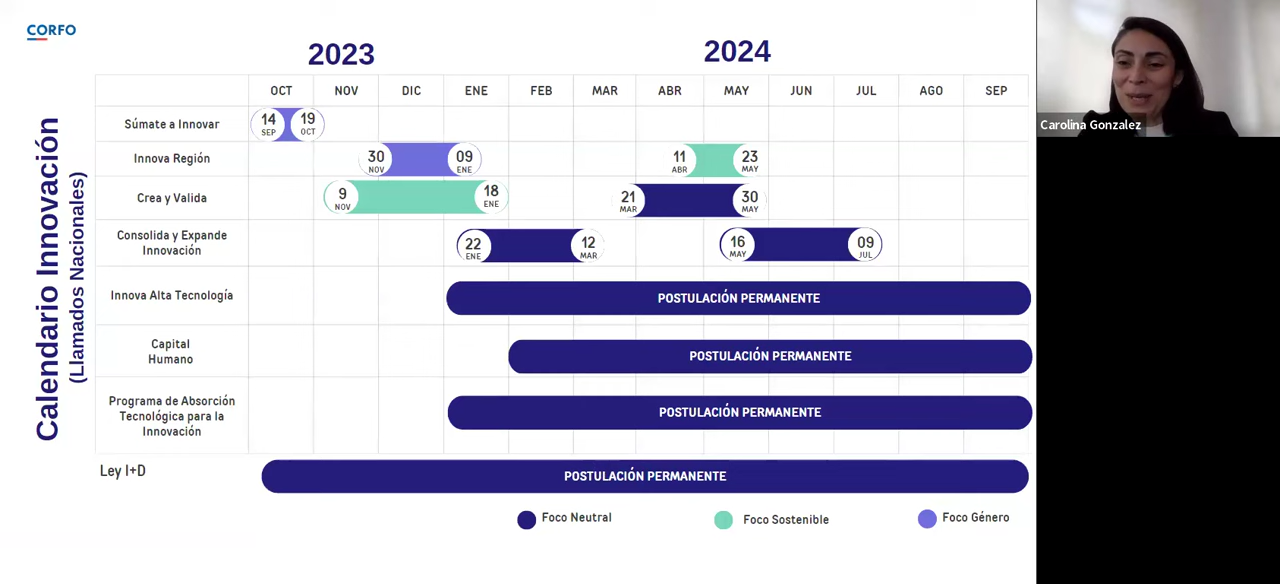 CORFO
2023
2024
Calendario Innovación
(Llamados Nacionales)
OCT
NOV
DIC
ENE
FEB
MAR
ABR
MAY
JUN
JUL
AGO
SEP
Súmate a Innovar
14
SEP
19
OCT
Innova Región
30
NOV
09
ENE
11
ABR
23
MAY
Crea y Valida
9
NOV
18
ENE
21
MAR
30
MAY
Consolida y Expande
Innovación
22
ENE
12
MAR
16
MAY
09
JUL
Innova Alta Tecnología
POSTULACIÓN PERMANENTE
Capital
Humano
POSTULACIÓN PERMANENTE
Programa de Absorción
Tecnológica para la
Innovación
POSTULACIÓN PERMANENTE
Ley I+D
POSTULACIÓN PERMANENTE
Foco Neutral
Foco Sostenible
Foco Género
Carolina Gonzalez